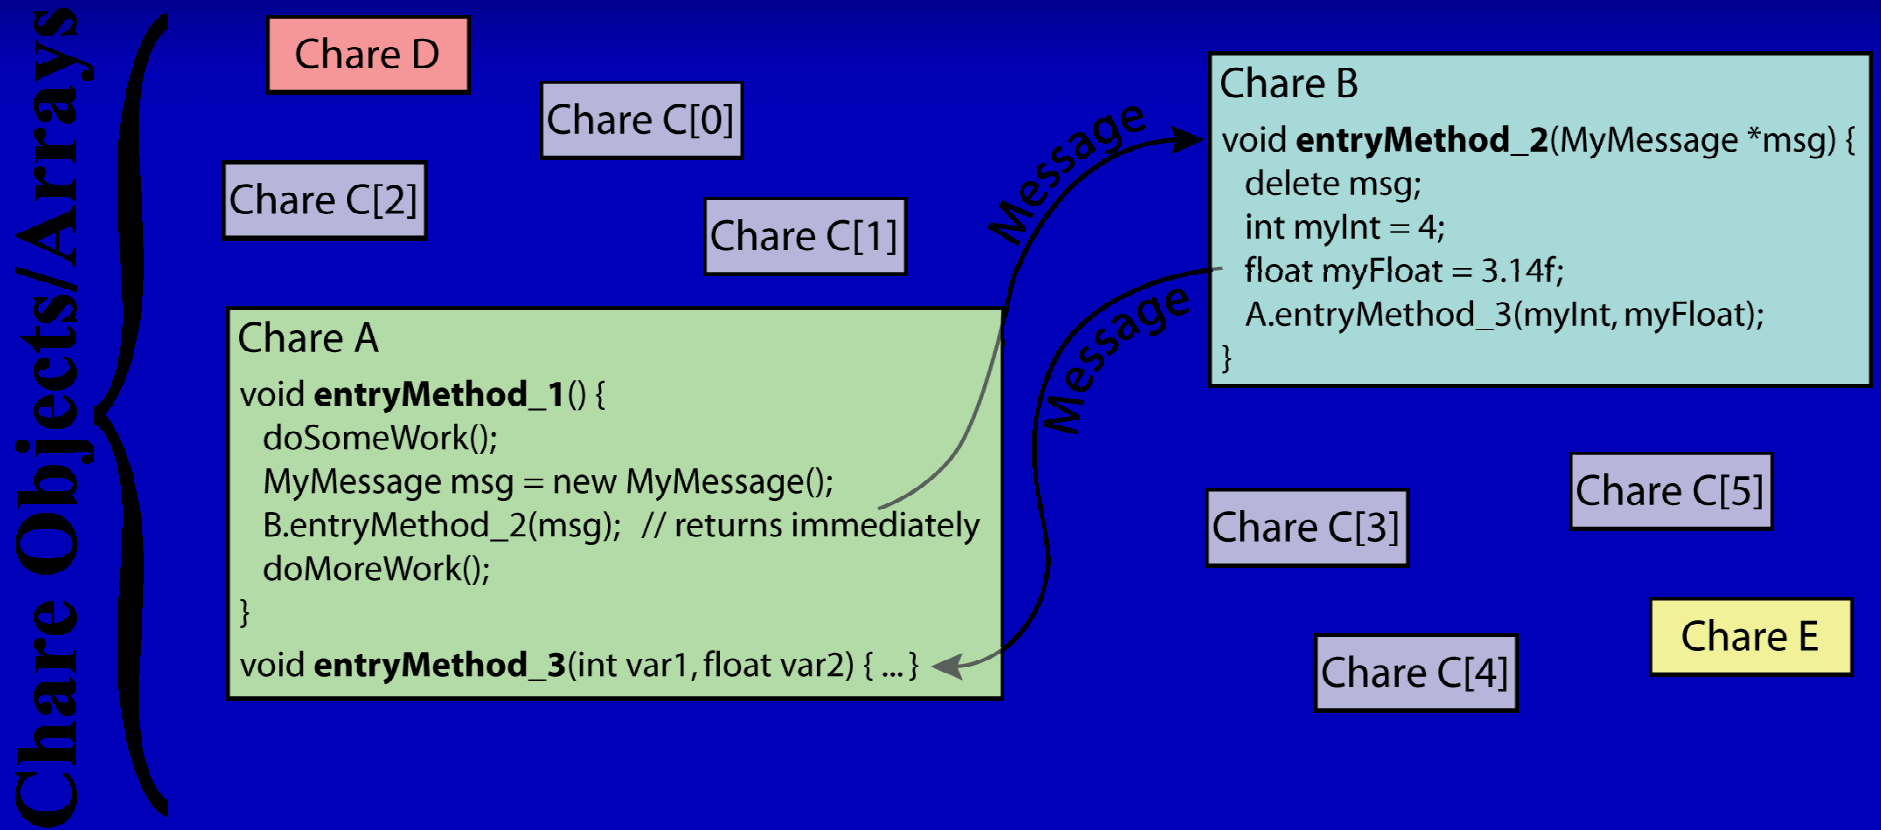 Chare Objects/Arrays
Chare D
Chare C[0]
Chare C[2]
Chare C[1]
Chare A
void entryMethod_1() {
doSomeWork();
MyMessage msg = new MyMessage();
B.entryMethod_2(msg);  // returns immediately
doMoreWork();
}
void entryMethod_3(int var1, float var2) { ... }
Message
Message
Chare B
void entryMethod_2(MyMessage *msg) {
delete msg;
int myInt = 4;
float myFloat = 3.14f;
A.entryMethod_3(myInt, myFloat);
}
Chare C[5]
Chare C[3]
Chare E
Chare C[4]